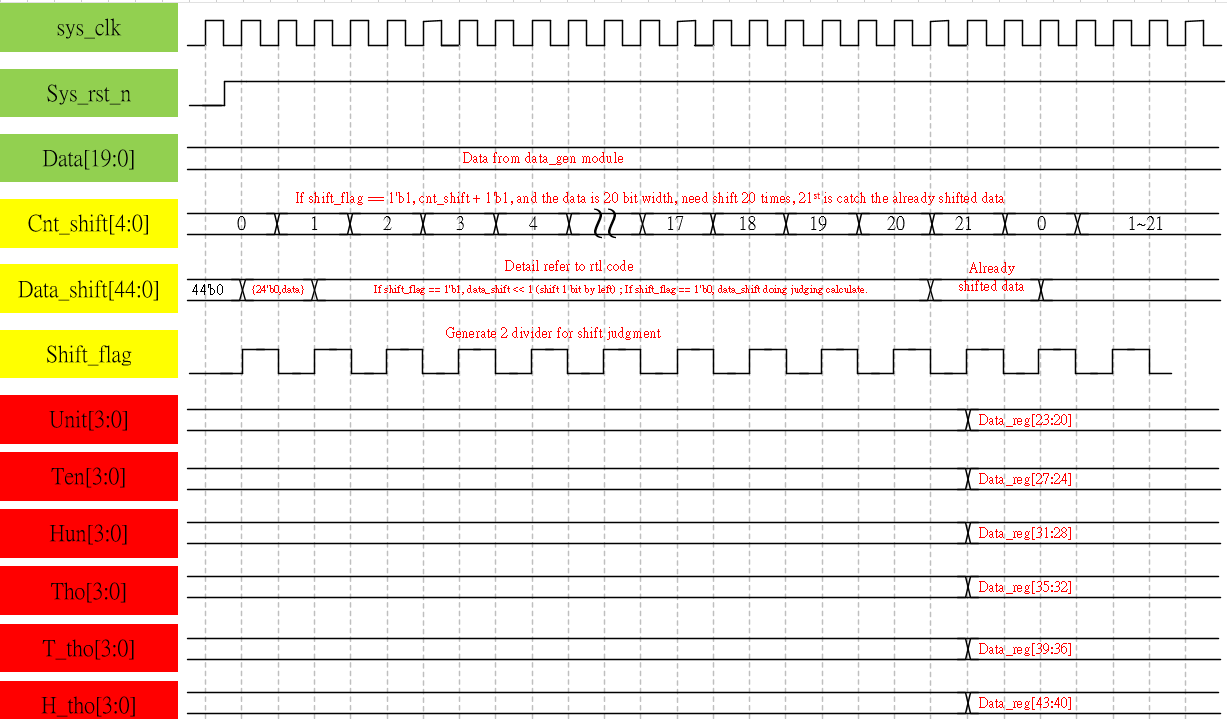 sys_clk
Sys_rst_n
Data[19:0]
Data from data_gen module
If shift_flag == 1'b1, cnt_shift + 1'b1, and the data is 20 bit width, need shift 20 times, 21st is catch the already shifted data
Cnt_shift[4:0]
0 1 2 3 4 17 18 19 20 21 0 1~21
Detail refer to rtl code
Already
shifted data
Data_shift[44:0]
44'b0 {24'b0,data} If shift_flag == 1'b1, data_shift << 1 (shift 1 bit by left) ; If shift_flag == 1'b0, data_shift doing judging calculate.
Generate 2 divider for shift judgment
Shift_flag
Unit[3:0]
Data_reg[23:20]
Ten[3:0]
Data_reg[27:24]
Hun[3:0]
Data_reg[31:28]
Tho[3:0]
Data_reg[35:32]
T_tho[3:0]
Data_reg[39:36]
H_tho[3:0]
Data_reg[43:40]